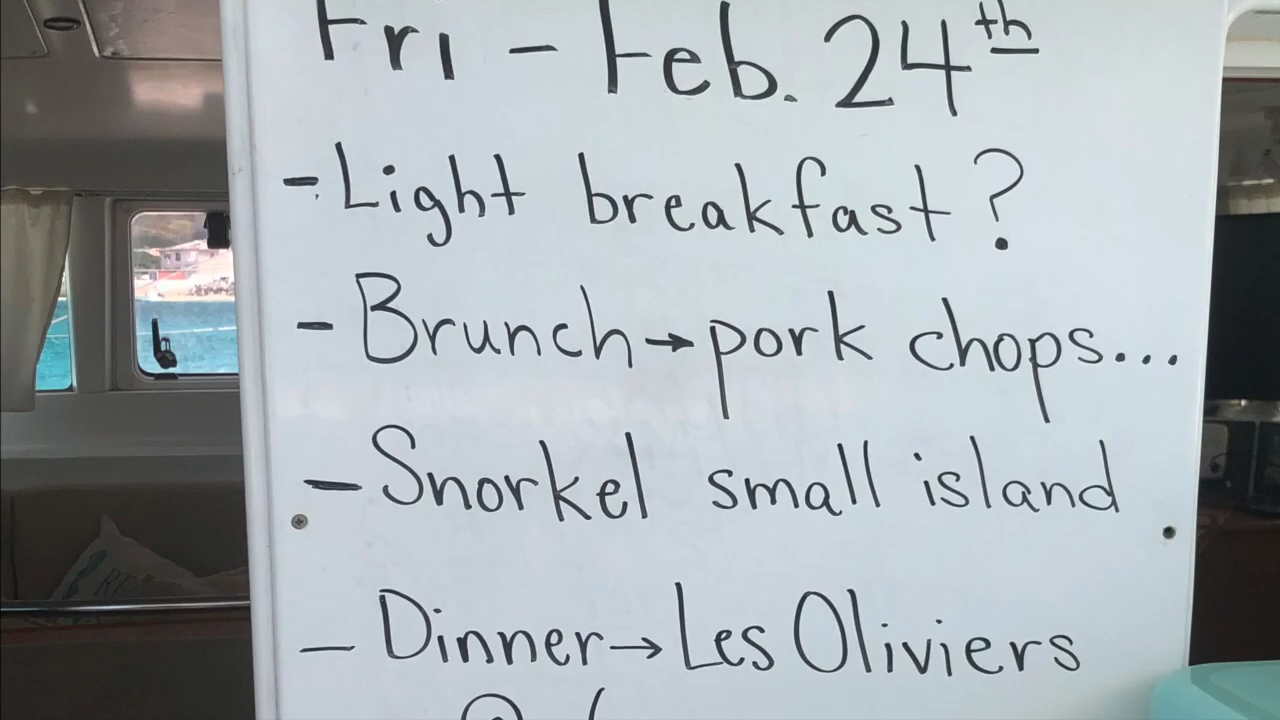 Fri - Feb. 24th
- Light breakfast?
- Brunch → pork chops...
- Snorkel small island
- Dinner → Les Oliviers